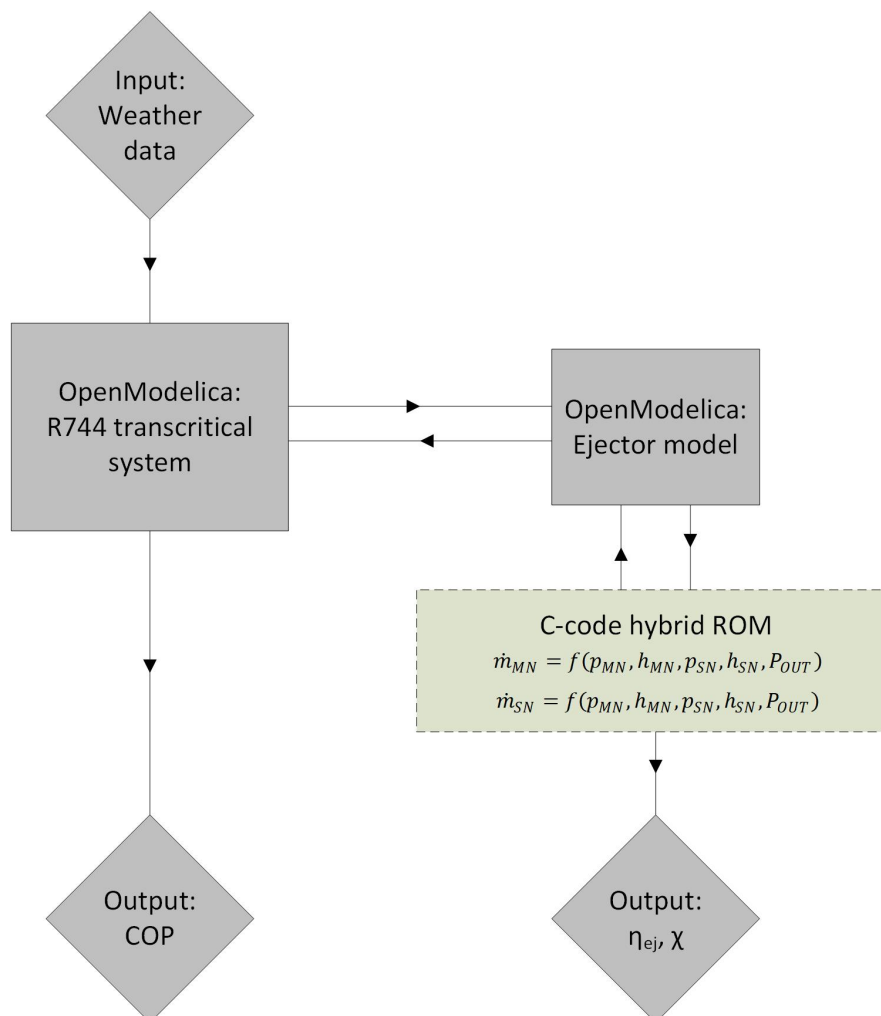 Input:
Weather
data
OpenModelica:
R744 transcritical
system
OpenModelica:
Ejector model
C-code hybrid ROM
ṁ_MN = f(p_MN, h_MN, p_SN, h_SN, P_OUT)
ṁ_SN = f(p_MN, h_MN, p_SN, h_SN, P_OUT)
Output:
COP
Output:
η_ej, χ